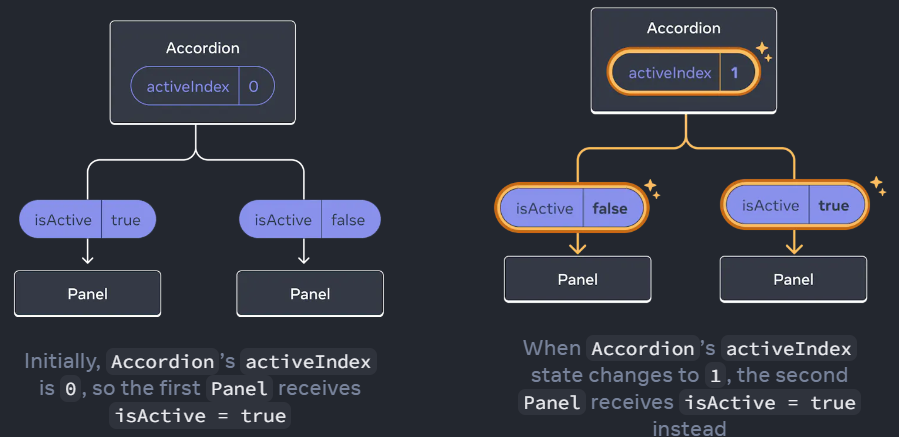 Accordion
activeIndex 0
isActive true
isActive false
Panel
Panel
Initially, Accordion's activeIndex
is 0, so the first Panel receives
isActive = true
Accordion
activeIndex 1
isActive false
isActive true
Panel
Panel
When Accordion's activeIndex
state changes to 1, the second
Panel receives isActive = true
instead